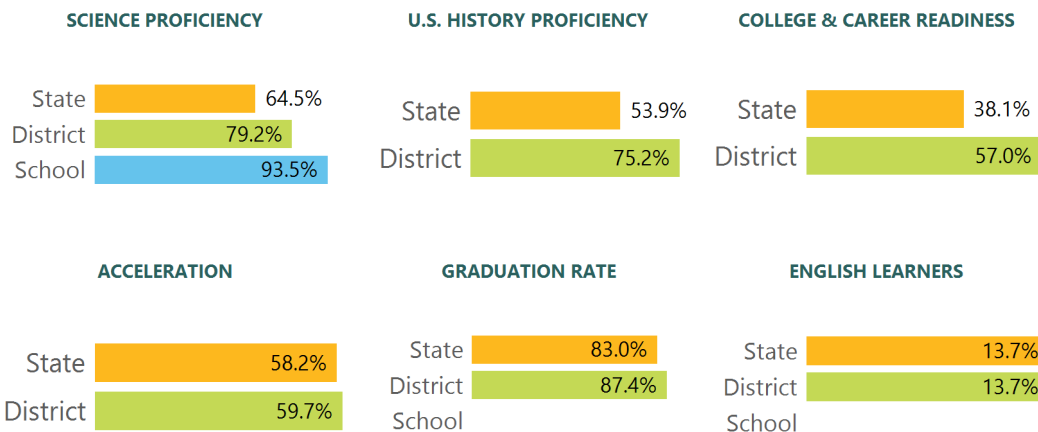 SCIENCE PROFICIENCY
State 64.5%
District 79.2%
School 93.5%
U.S. HISTORY PROFICIENCY
State 53.9%
District 75.2%
COLLEGE & CAREER READINESS
State 38.1%
District 57.0%
ACCELERATION
State 58.2%
District 59.7%
GRADUATION RATE
State 83.0%
District 87.4%
School
ENGLISH LEARNERS
State 13.7%
District 13.7%
School